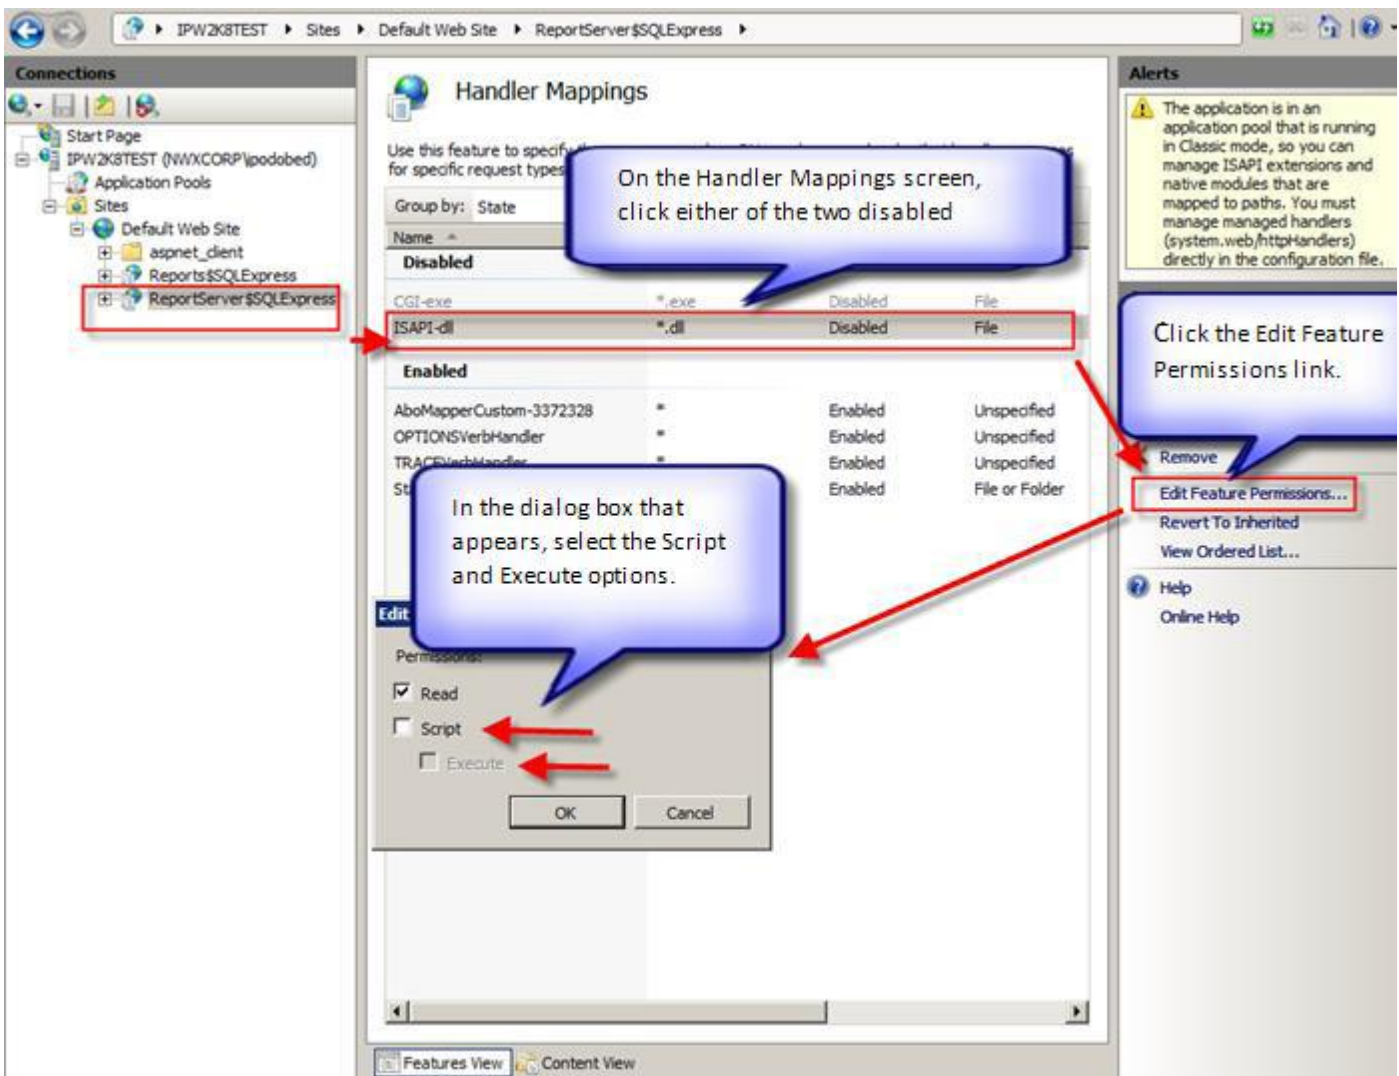 IPW2K8TEST Sites Default Web Site ReportServer$SQLExpress
Connections
Start Page
IPW2K8TEST (NWXCORP\ipodobed)
Application Pools
Sites
Default Web Site
aspnet_client
Reports$SQLExpress
ReportServer$SQLExpress
Handler Mappings
Use this feature to specify
for specific request types
Group by: State
Name
Disabled
CGI-exe *.exe Disabled File
ISAPI-dll *.dll Disabled File
Enabled
AboMapperCustom-3372328 * Enabled Unspecified
OPTIONSVerbHandler * Enabled Unspecified
TRACEVerbHandler * Enabled Unspecified
Enabled File or Folder
On the Handler Mappings screen,
click either of the two disabled
In the dialog box that
appears, select the Script
and Execute options.
Edit
Permissions:
Read
Script
Execute
OK Cancel
Features View Content View
Alerts
The application is in an
application pool that is running
in Classic mode, so you can
manage ISAPI extensions and
native modules that are
mapped to paths. You must
manage managed handlers
(system.web/httpHandlers)
directly in the configuration file.
Click the Edit Feature
Permissions link.
Remove
Edit Feature Permissions...
Revert To Inherited
View Ordered List...
Help
Online Help